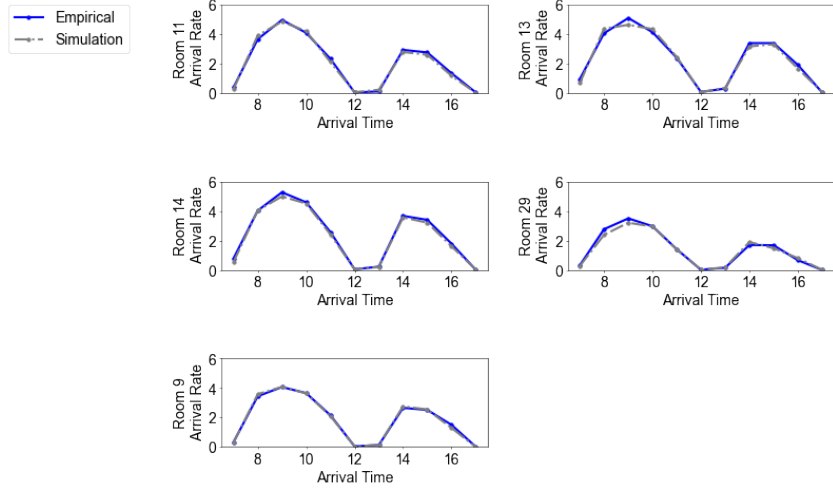 Empirical
Simulation
Room 11
Arrival Rate
6
4
2
0
8 10 12 14 16
Arrival Time
Room 13
Arrival Rate
6
4
2
0
8 10 12 14 16
Arrival Time
Room 14
Arrival Rate
6
4
2
0
8 10 12 14 16
Arrival Time
Room 29
Arrival Rate
6
4
2
0
8 10 12 14 16
Arrival Time
Room 9
Arrival Rate
6
4
2
0
8 10 12 14 16
Arrival Time